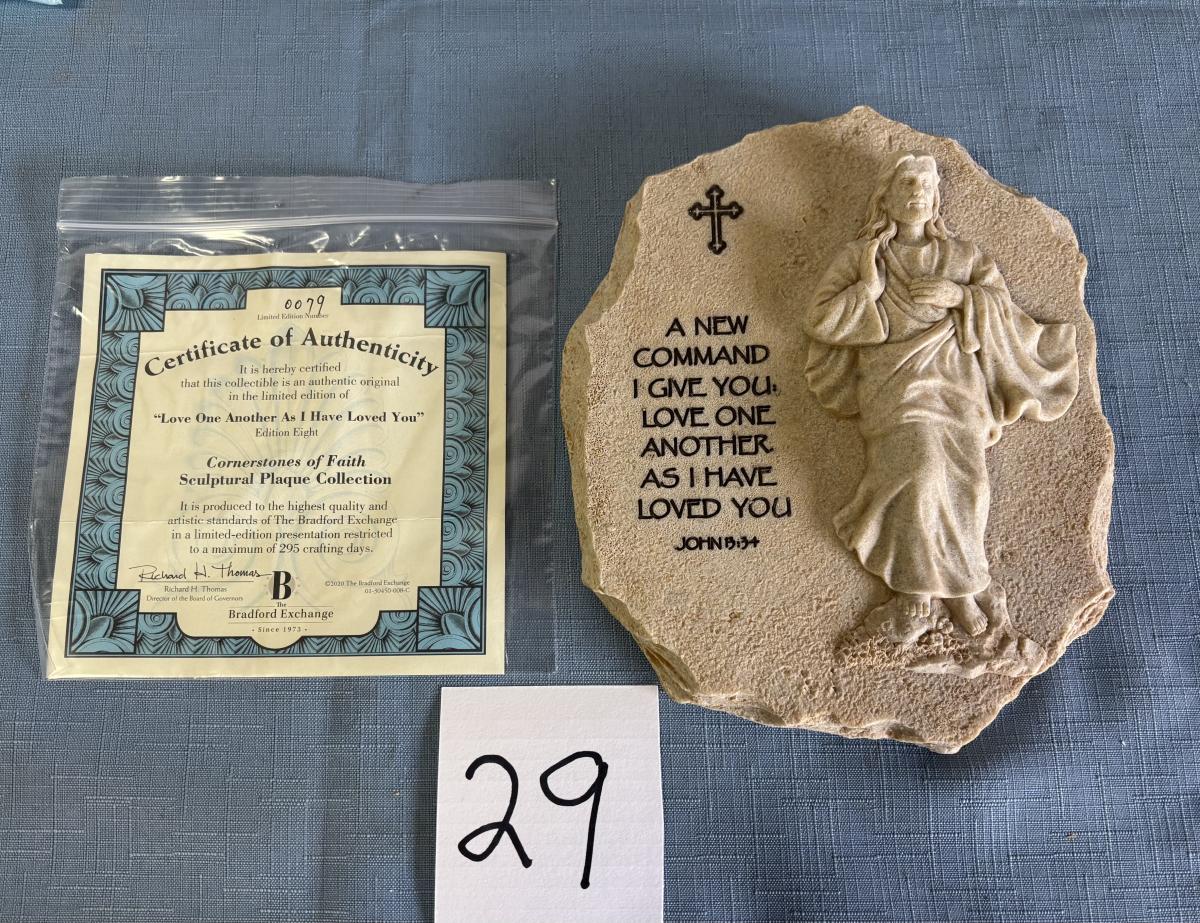 0079
Limited Edition Number
Certificate of Authenticity
It is hereby certified
that this collectible is an authentic original
in the limited edition of
"Love One Another As I Have Loved You"
Edition Eight
Cornerstones of Faith
Sculptural Plaque Collection
It is produced to the highest quality and
artistic standards of The Bradford Exchange
in a limited-edition presentation restricted
to a maximum of 295 crafting days.
Richard H. Thomas
Richard H. Thomas
Director of the Board of Governors
B
©2020 The Bradford Exchange
01-30450-008-C
The
Bradford Exchange
· Since 1973 ·
A NEW
COMMAND
I GIVE YOU:
LOVE ONE
ANOTHER
AS I HAVE
LOVED YOU
JOHN 13:34
29